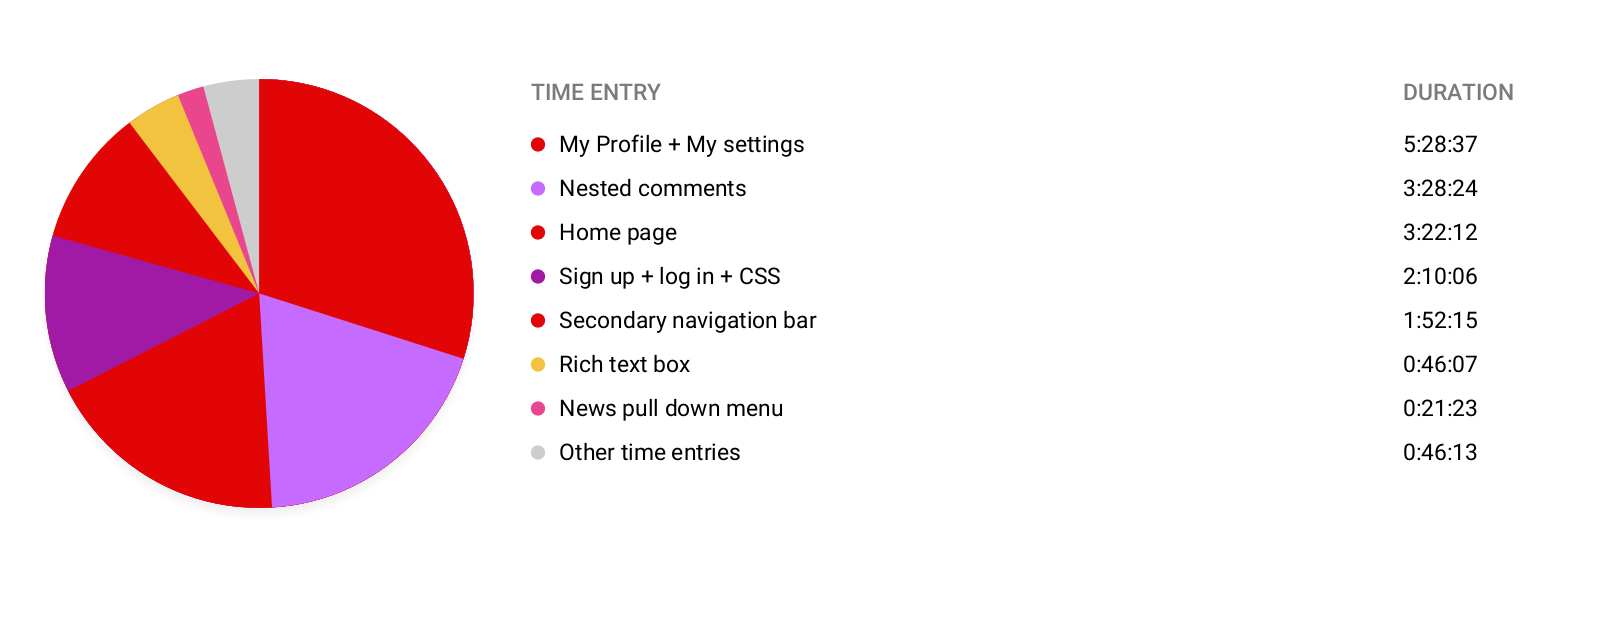 TIME ENTRY DURATION
My Profile + My settings 5:28:37
Nested comments 3:28:24
Home page 3:22:12
Sign up + log in + CSS 2:10:06
Secondary navigation bar 1:52:15
Rich text box 0:46:07
News pull down menu 0:21:23
Other time entries 0:46:13